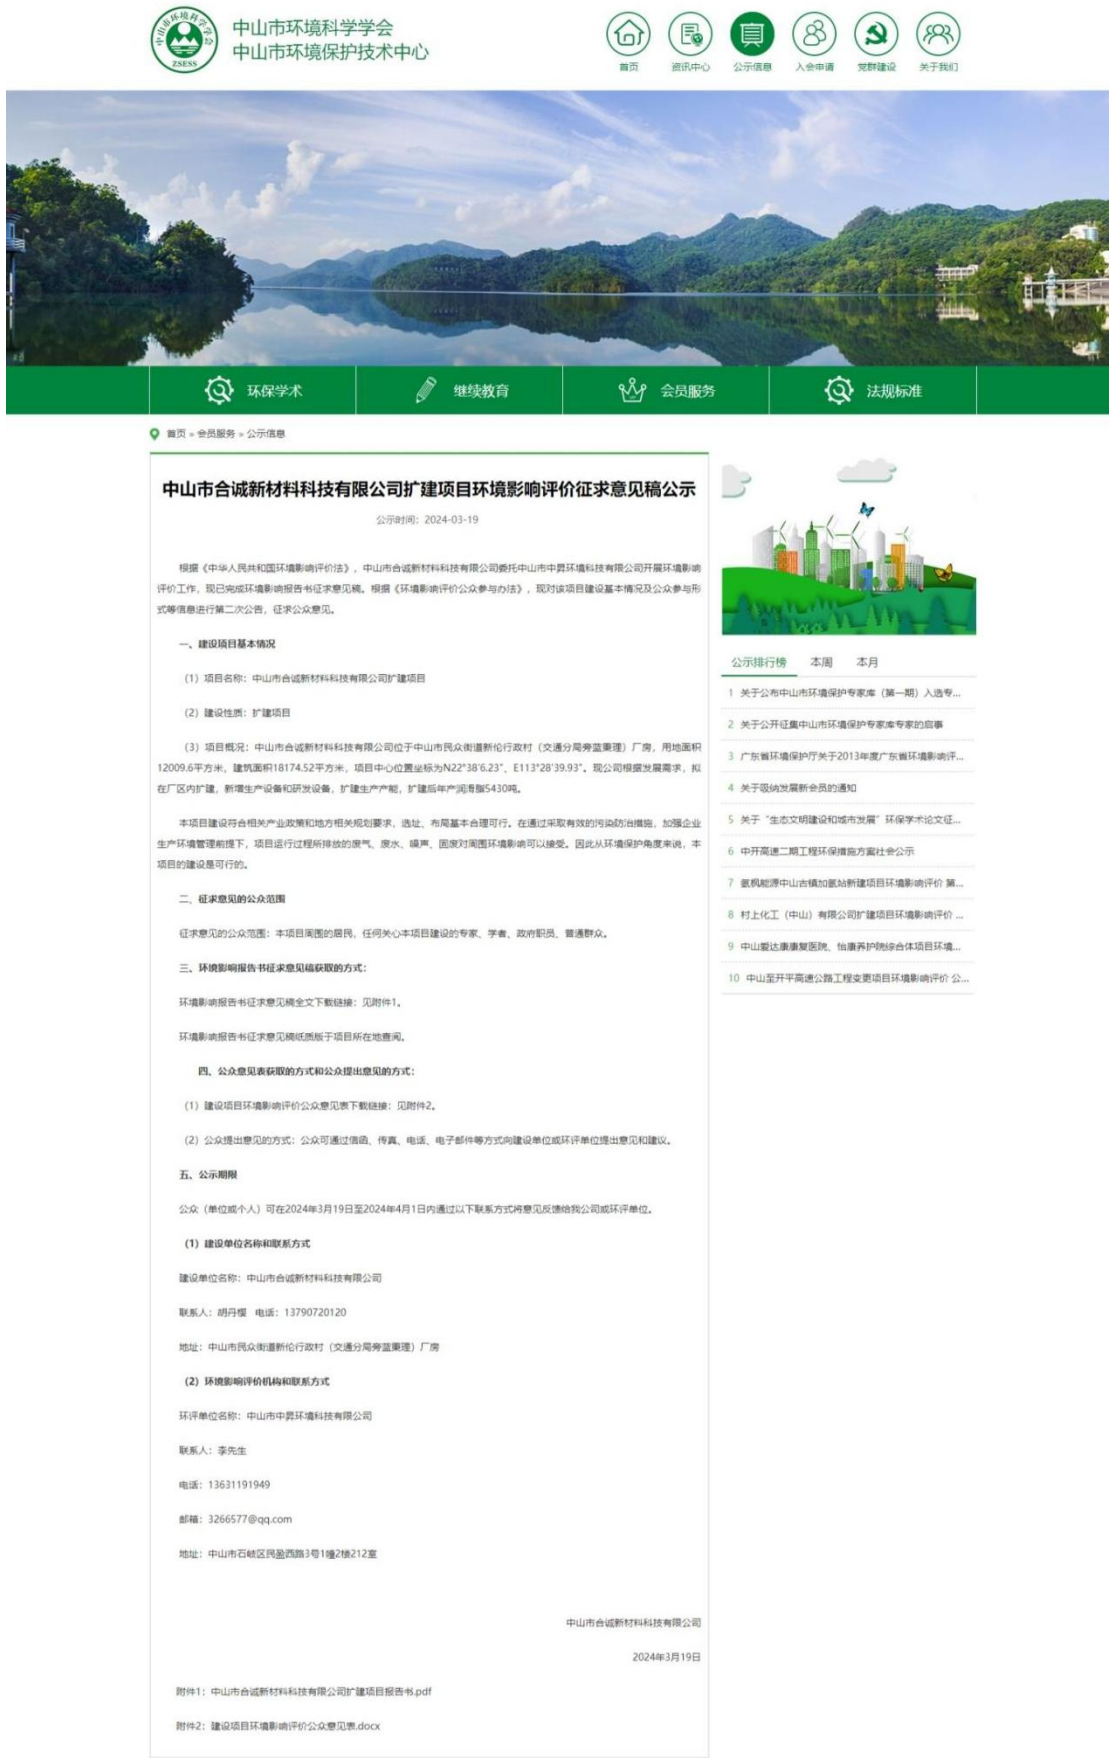 中山市环境科学学会
中山市环境保护技术中心
中山市环境科学学会
ZSESS
首页
资讯中心
公示信息
入会申请
党群建设
关于我们
环保学术
继续教育
会员服务
法规标准
首页 » 会员服务 » 公示信息
中山市合诚新材料科技有限公司扩建项目环境影响评价征求意见稿公示
公示时间：2024-03-19
根据《中华人民共和国环境影响评价法》，中山市合诚新材料科技有限公司委托中山市中昇环境科技有限公司开展环境影响
评价工作，现已完成环境影响报告书征求意见稿。根据《环境影响评价公众参与办法》，现对该项目建设基本情况及公众参与形
式等信息进行第二次公告，征求公众意见。
一、建设项目基本情况
（1）项目名称：中山市合诚新材料科技有限公司扩建项目
（2）建设性质：扩建项目
（3）项目概况：中山市合诚新材料科技有限公司位于中山市民众街道新伦行政村（交通分局旁蓝秉理）厂房，用地面积
12009.6平方米，建筑面积18174.52平方米，项目中心位置坐标为N22°38'6.23"，E113°28'39.93"。现公司根据发展需求，拟
在厂区内扩建，新增生产设备和研发设备，扩建生产产能，扩建后年产润滑脂5430吨。
本项目建设符合相关产业政策和地方相关规划要求，选址、布局基本合理可行。在通过采取有效的污染防治措施，加强企业
生产环境管理前提下，项目运行过程所排放的废气、废水、噪声、固废对周围环境影响可以接受。因此从环境保护角度来说，本
项目的建设是可行的。
二、征求意见的公众范围
征求意见的公众范围：本项目周围的居民，任何关心本项目建设的专家、学者、政府职员、普通群众。
三、环境影响报告书征求意见稿获取的方式：
环境影响报告书征求意见稿全文下载链接：见附件1。
环境影响报告书征求意见稿纸质版于项目所在地查阅。
四、公众意见表获取的方式和公众提出意见的方式：
（1）建设项目环境影响评价公众意见表下载链接：见附件2。
（2）公众提出意见的方式：公众可通过信函、传真、电话、电子邮件等方式向建设单位或环评单位提出意见和建议。
五、公示期限
公众（单位或个人）可在2024年3月19日至2024年4月1日内通过以下联系方式将意见反馈给我公司或环评单位。
（1）建设单位名称和联系方式
建设单位名称：中山市合诚新材料科技有限公司
联系人：胡丹樱 电话：13790720120
地址：中山市民众街道新伦行政村（交通分局旁蓝秉理）厂房
（2）环境影响评价机构和联系方式
环评单位名称：中山市中昇环境科技有限公司
联系人：李先生
电话：13631191949
邮箱：3266577@qq.com
地址：中山市石岐区民盈西路3号1幢2楼212室
中山市合诚新材料科技有限公司
2024年3月19日
附件1：中山市合诚新材料科技有限公司扩建项目报告书.pdf
附件2：建设项目环境影响评价公众意见表.docx
公示排行榜 本周 本月
1 关于公布中山市环境保护专家库（第一期）入选专...
2 关于公开征集中山市环境保护专家库专家的启事
3 广东省环境保护厅关于2013年度广东省环境影响评...
4 关于吸纳发展新会员的通知
5 关于“生态文明建设和城市发展”环保学术论文征...
6 中开高速二期工程环保措施方案社会公示
7 氢枫能源中山古镇加氢站新建项目环境影响评价 第...
8 村上化工（中山）有限公司扩建项目环境影响评价 ...
9 中山爱达康康复医院、怡康养护院综合体项目环境...
10 中山至开平高速公路工程变更项目环境影响评价 公...